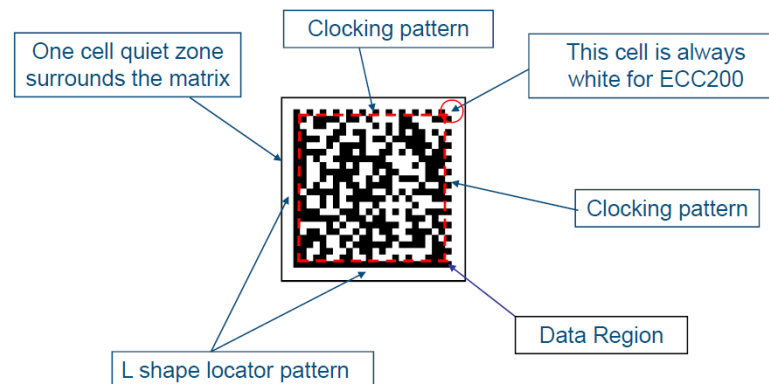 Clocking pattern
One cell quiet zone
surrounds the matrix
This cell is always
white for ECC200
Clocking pattern
Data Region
L shape locator pattern